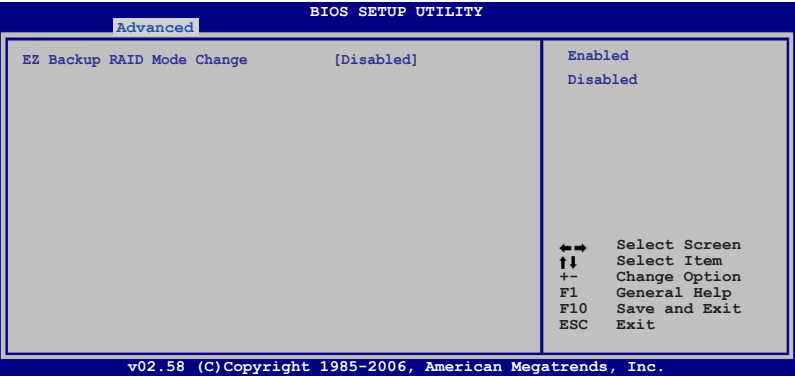 BIOS SETUP UTILITY
Advanced
EZ Backup RAID Mode Change [Disabled]
Enabled
Disabled
←→ Select Screen
↑↓ Select Item
+- Change Option
F1 General Help
F10 Save and Exit
ESC Exit
v02.58 (C)Copyright 1985-2006, American Megatrends, Inc.